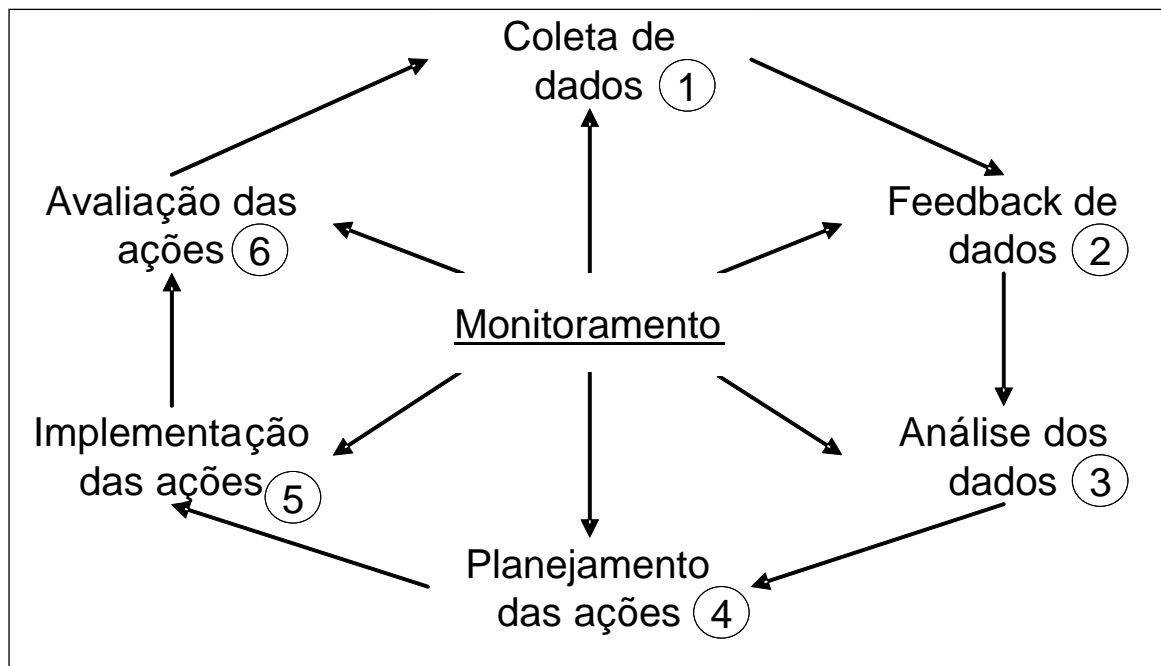 Coleta de
dados 1
Avaliação das
ações 6
Feedback de
dados 2
Monitoramento
Implementação
das ações 5
Análise dos
dados 3
Planejamento
das ações 4